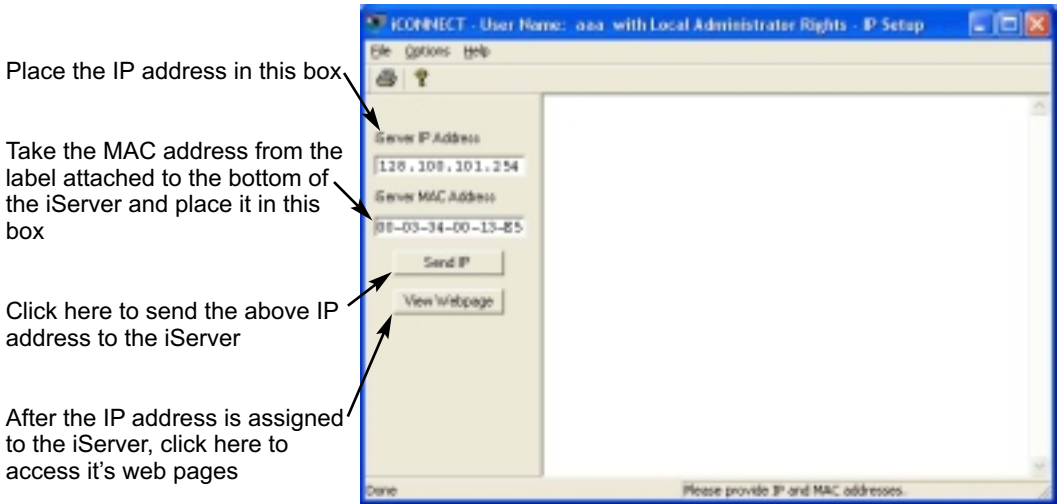 iCONNECT - User Name: aaa with Local Administrator Rights - IP Setup
File Options Help
Place the IP address in this box
iServer IP Address
128.100.101.254
Take the MAC address from the
label attached to the bottom of
the iServer and place it in this
box
iServer MAC Address
00-03-34-00-13-E5
Send IP
View Webpage
Click here to send the above IP
address to the iServer
After the IP address is assigned
to the iServer, click here to
access it's web pages
Done
Please provide IP and MAC addresses.